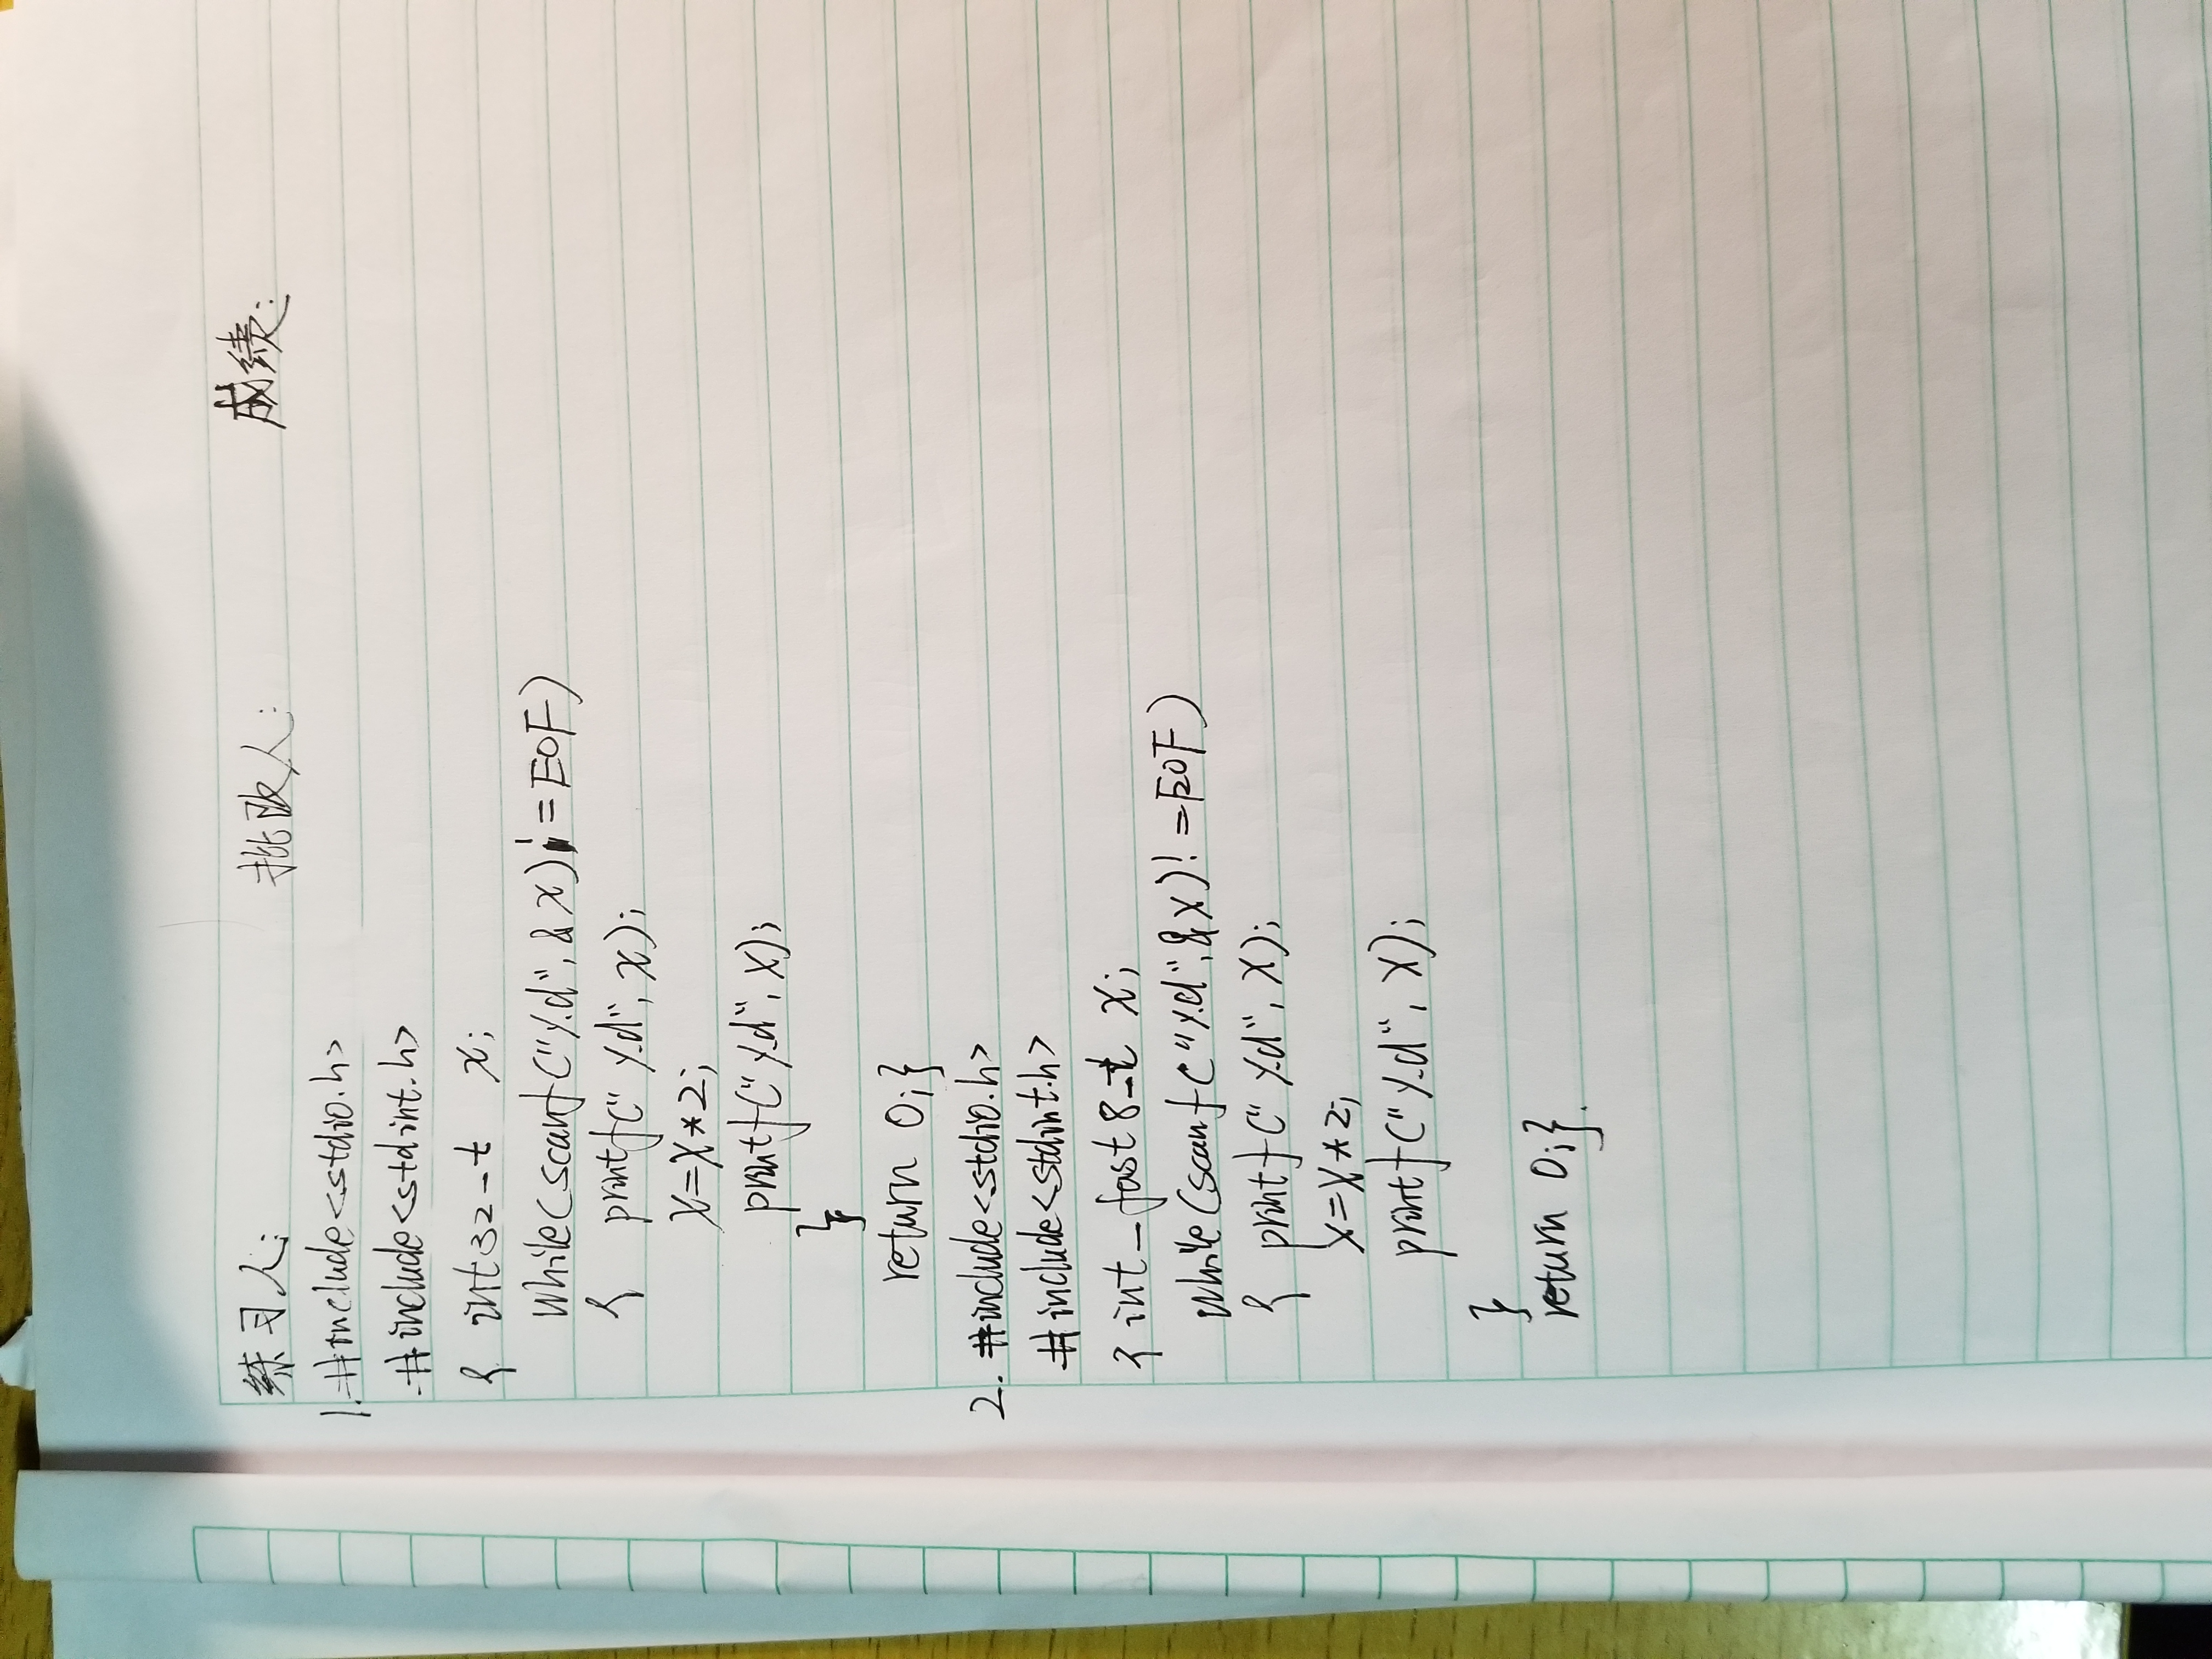 练习人: 批改人: 成绩:
1. #include<stdio.h>
#include<stdint.h>
{ int32_t x;
while(scanf("%d",&x)!=EOF)
{ printf("%d",x);
x=x*2;
printf("%d",x);
}
return 0;}
2. #include<stdio.h>
#include<stdint.h>
{ int_fast8_t x;
while(scanf("%d",&x)!=EOF)
{ printf("%d",x);
x=x*2;
printf("%d",x);
}
return 0;}.